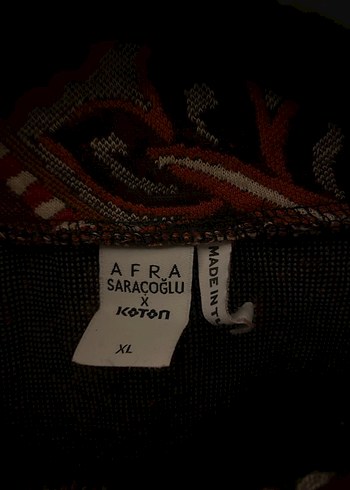 AFRA
SARAÇOĞLU
X
KOTON
XL
MADE IN T